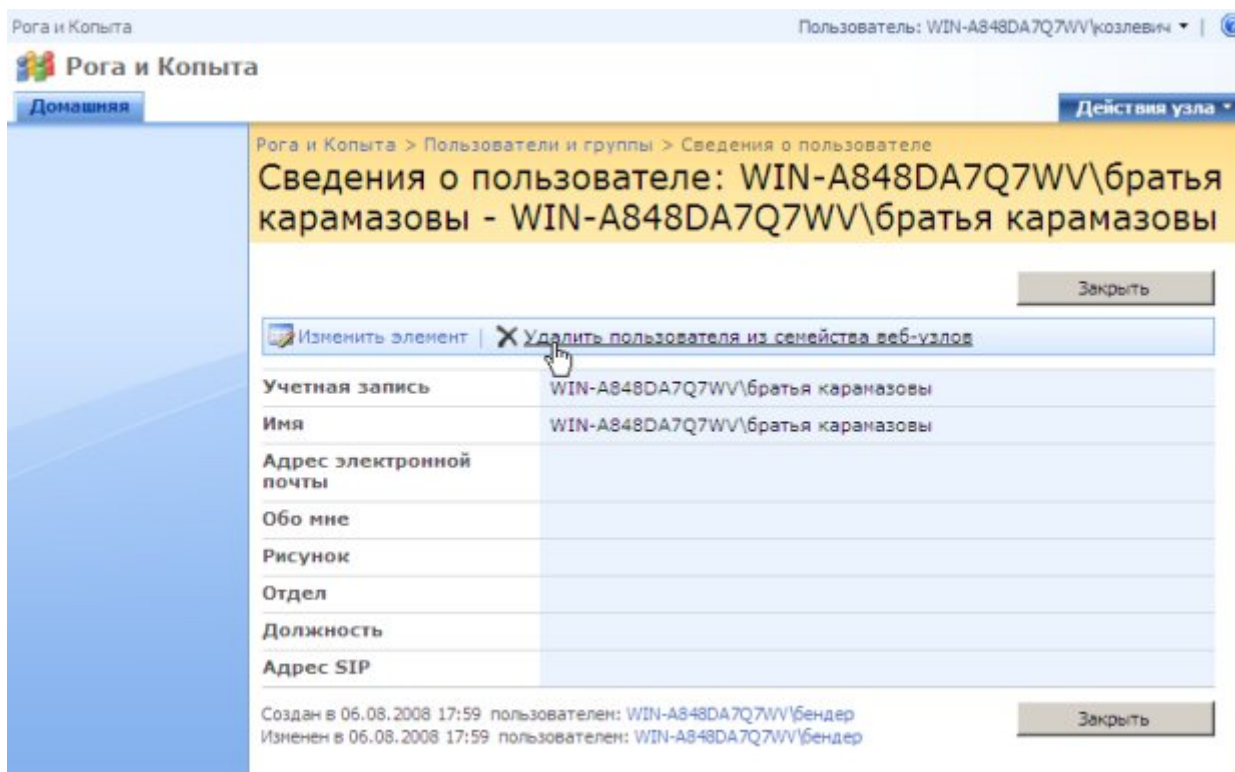 Рога и Копыта
Пользователь: WIN-A848DA7Q7WV\козлевич
Рога и Копыта
Домашняя
Действия узла
Рога и Копыта > Пользователи и группы > Сведения о пользователе
Сведения о пользователе: WIN-A848DA7Q7WV\братья
карамазовы - WIN-A848DA7Q7WV\братья карамазовы
Закрыть
Изменить элемент | Удалить пользователя из семейства веб-узлов
Учетная запись WIN-A848DA7Q7WV\братья карамазовы
Имя WIN-A848DA7Q7WV\братья карамазовы
Адрес электронной
почты
Обо мне
Рисунок
Отдел
Должность
Адрес SIP
Создан в 06.08.2008 17:59 пользователем: WIN-A848DA7Q7WV\бендер
Закрыть
Изменен в 06.08.2008 17:59 пользователем: WIN-A848DA7Q7WV\бендер